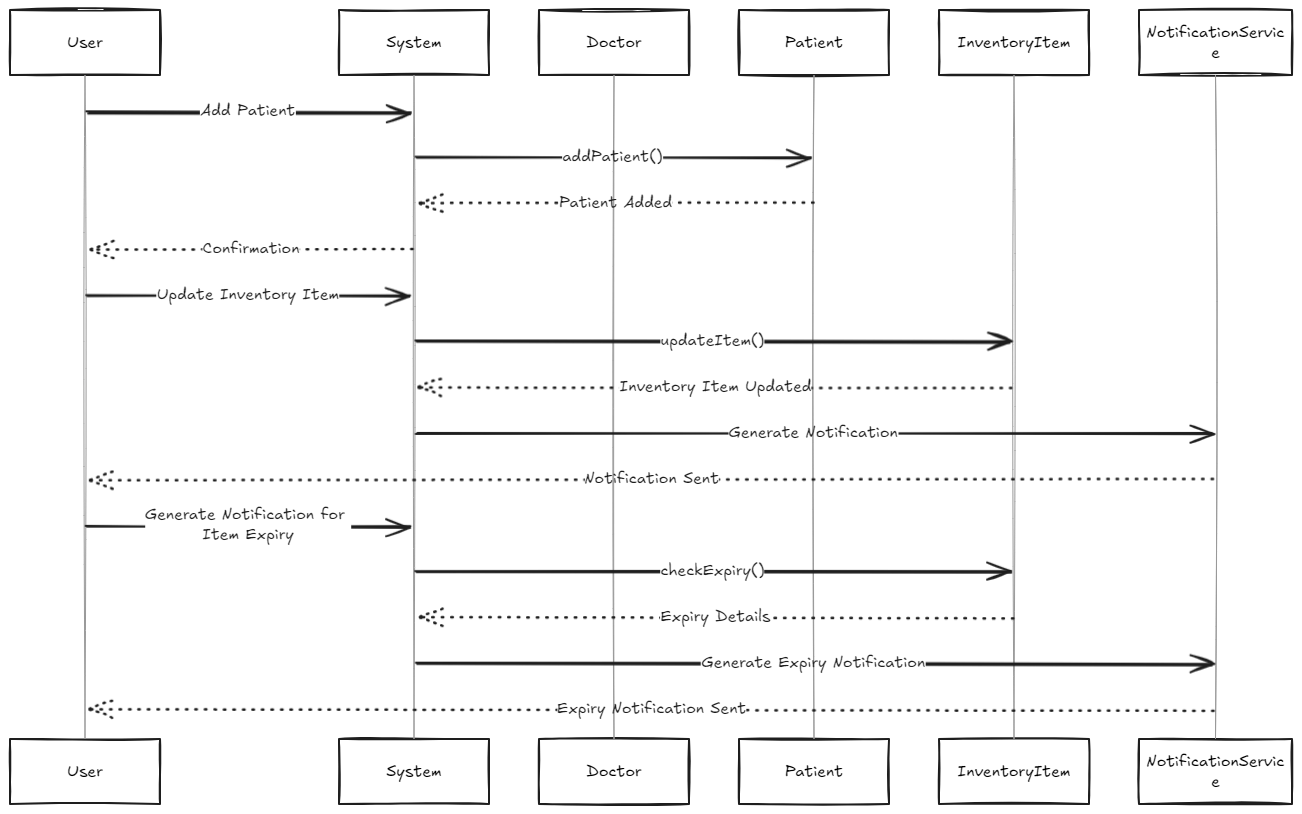 User
System
Doctor
Patient
InventoryItem
NotificationServic
e
Add Patient
addPatient()
Patient Added
Confirmation
Update Inventory Item
updateItem()
Inventory Item Updated
Generate Notification
Notification Sent
Generate Notification for
Item Expiry
checkExpiry()
Expiry Details
Generate Expiry Notification
Expiry Notification Sent
User
System
Doctor
Patient
InventoryItem
NotificationServic
e